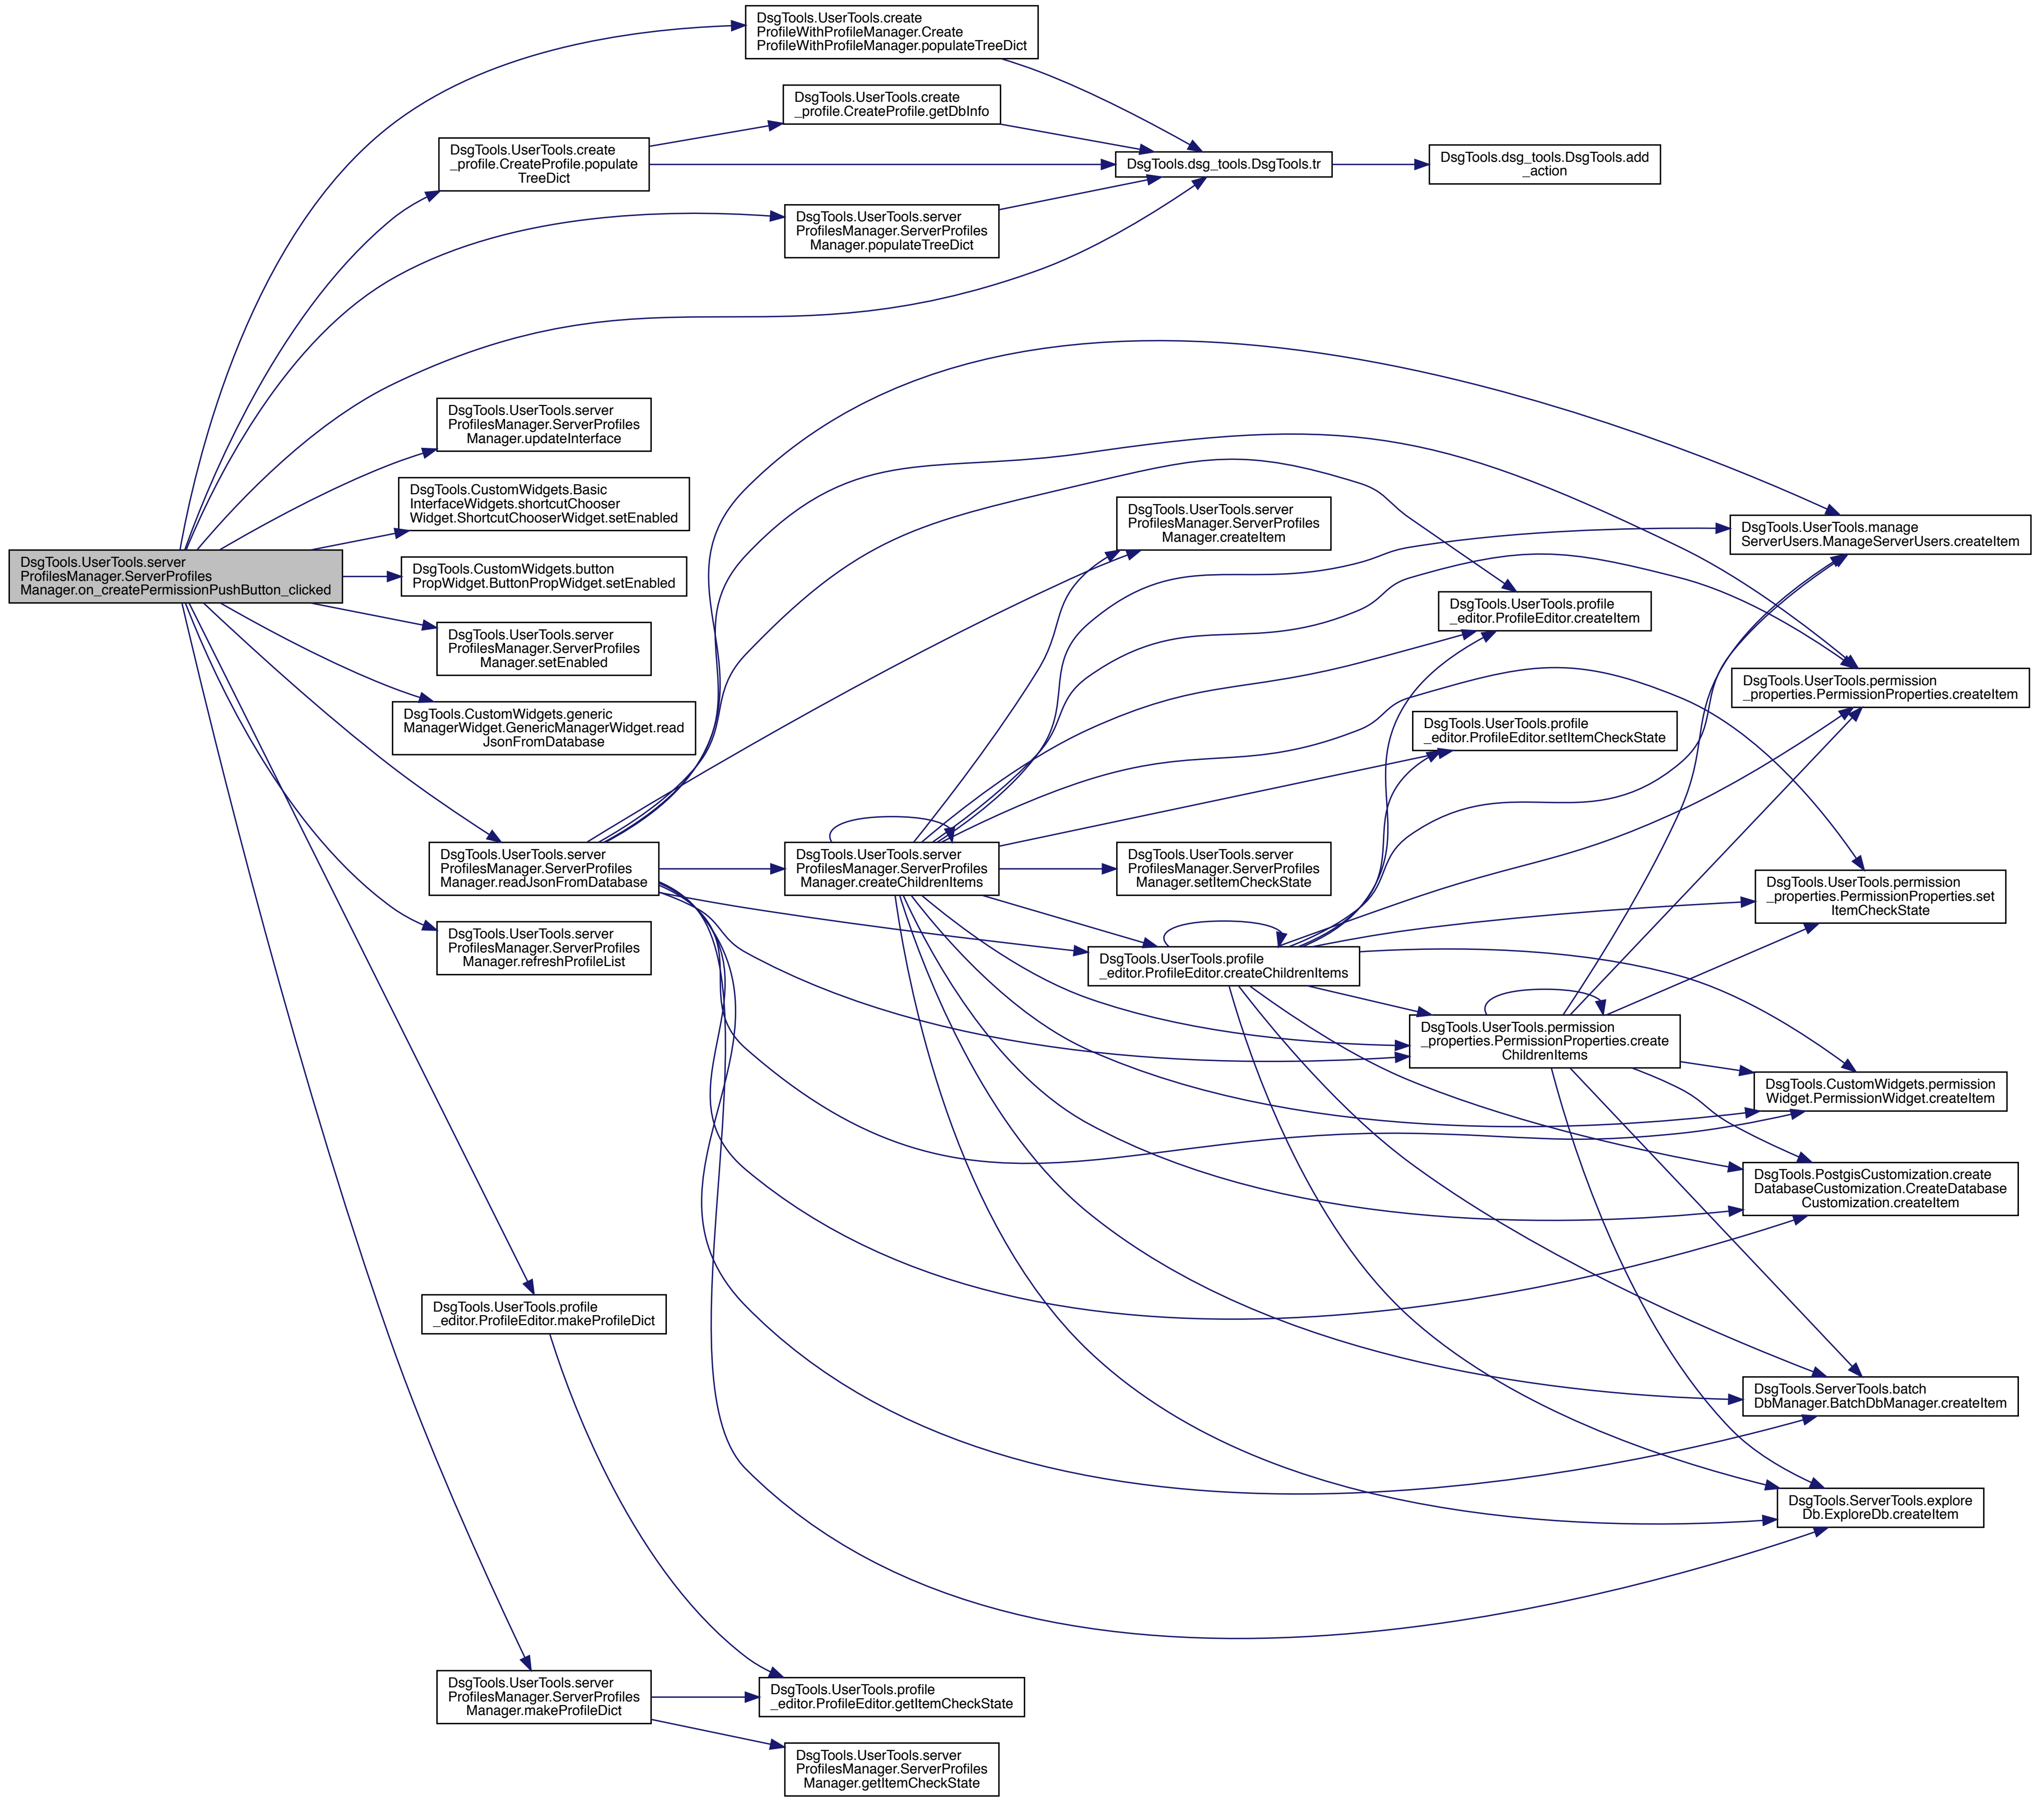 DsgTools.UserTools.create
ProfileWithProfileManager.Create
ProfileWithProfileManager.populateTreeDict
DsgTools.UserTools.create
_profile.CreateProfile.getDbInfo
DsgTools.UserTools.create
_profile.CreateProfile.populate
TreeDict
DsgTools.dsg_tools.DsgTools.tr
DsgTools.dsg_tools.DsgTools.add
_action
DsgTools.UserTools.server
ProfilesManager.ServerProfiles
Manager.populateTreeDict
DsgTools.UserTools.server
ProfilesManager.ServerProfiles
Manager.updateInterface
DsgTools.CustomWidgets.Basic
InterfaceWidgets.shortcutChooser
Widget.ShortcutChooserWidget.setEnabled
DsgTools.UserTools.server
ProfilesManager.ServerProfiles
Manager.createItem
DsgTools.UserTools.manage
ServerUsers.ManageServerUsers.createItem
DsgTools.UserTools.server
ProfilesManager.ServerProfiles
Manager.on_createPermissionPushButton_clicked
DsgTools.CustomWidgets.button
PropWidget.ButtonPropWidget.setEnabled
DsgTools.UserTools.profile
_editor.ProfileEditor.createItem
DsgTools.UserTools.server
ProfilesManager.ServerProfiles
Manager.setEnabled
DsgTools.UserTools.permission
_properties.PermissionProperties.createItem
DsgTools.CustomWidgets.generic
ManagerWidget.GenericManagerWidget.read
JsonFromDatabase
DsgTools.UserTools.profile
_editor.ProfileEditor.setItemCheckState
DsgTools.UserTools.server
ProfilesManager.ServerProfiles
Manager.readJsonFromDatabase
DsgTools.UserTools.server
ProfilesManager.ServerProfiles
Manager.createChildrenItems
DsgTools.UserTools.server
ProfilesManager.ServerProfiles
Manager.setItemCheckState
DsgTools.UserTools.permission
_properties.PermissionProperties.set
ItemCheckState
DsgTools.UserTools.server
ProfilesManager.ServerProfiles
Manager.refreshProfileList
DsgTools.UserTools.profile
_editor.ProfileEditor.createChildrenItems
DsgTools.UserTools.permission
_properties.PermissionProperties.create
ChildrenItems
DsgTools.CustomWidgets.permission
Widget.PermissionWidget.createItem
DsgTools.PostgisCustomization.create
DatabaseCustomization.CreateDatabase
Customization.createItem
DsgTools.UserTools.profile
_editor.ProfileEditor.makeProfileDict
DsgTools.ServerTools.batch
DbManager.BatchDbManager.createItem
DsgTools.ServerTools.explore
Db.ExploreDb.createItem
DsgTools.UserTools.server
ProfilesManager.ServerProfiles
Manager.makeProfileDict
DsgTools.UserTools.profile
_editor.ProfileEditor.getItemCheckState
DsgTools.UserTools.server
ProfilesManager.ServerProfiles
Manager.getItemCheckState